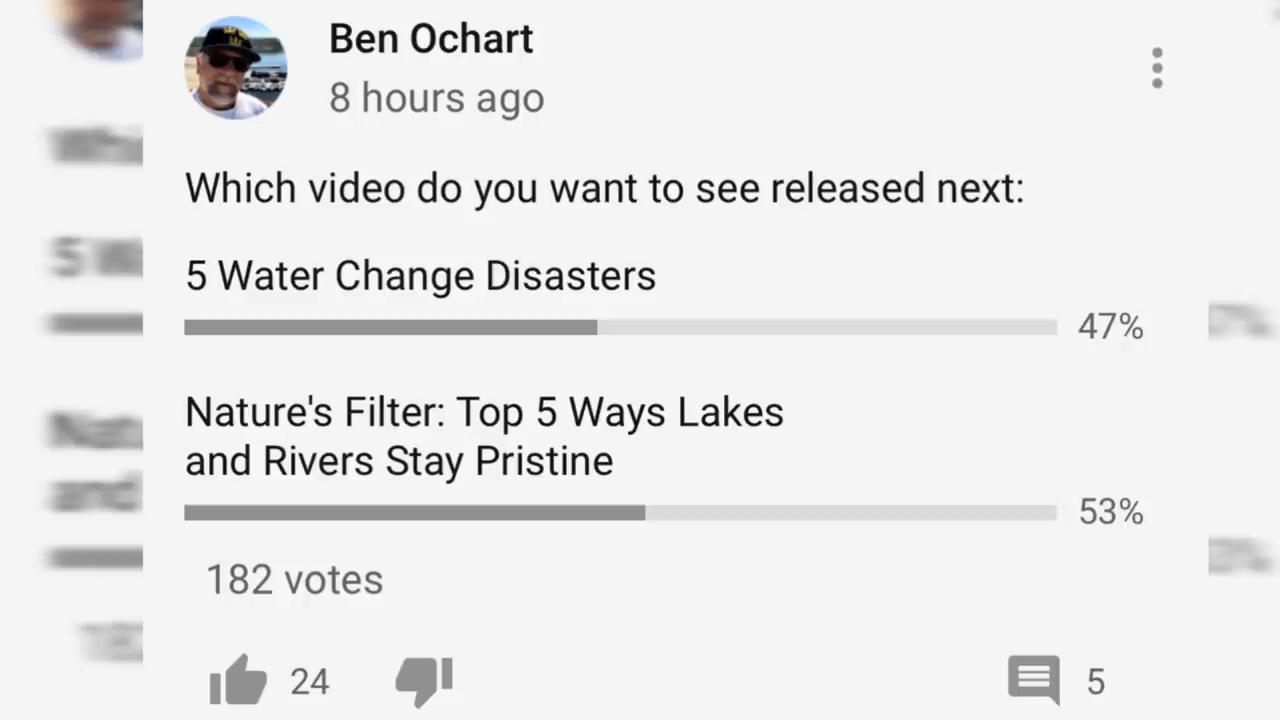 Ben Ochart
8 hours ago
Which video do you want to see released next:
5 Water Change Disasters
47%
Nature's Filter: Top 5 Ways Lakes
and Rivers Stay Pristine
53%
182 votes
24
5